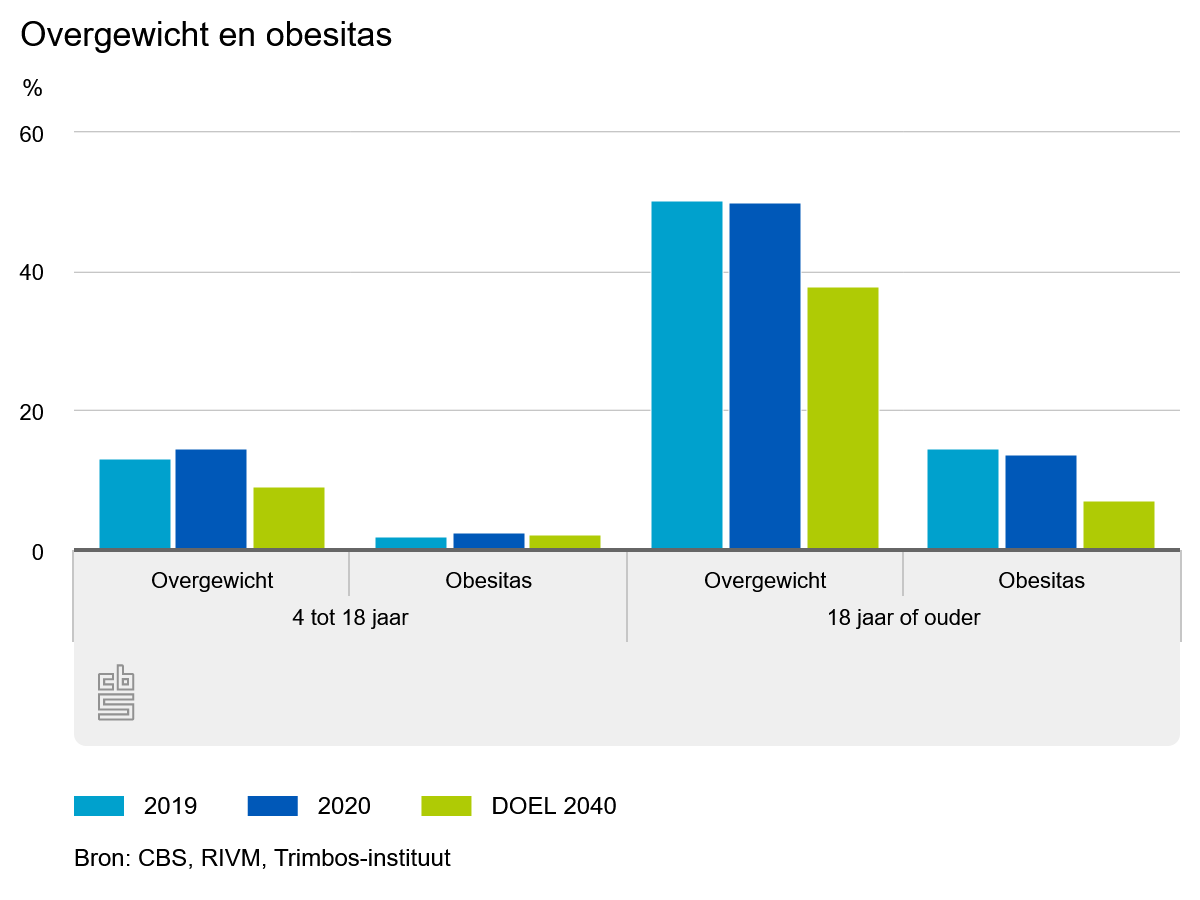 Overgewicht en obesitas
%
60
40
20
0
Overgewicht Obesitas Overgewicht Obesitas
4 tot 18 jaar 18 jaar of ouder
2019 2020 DOEL 2040
Bron: CBS, RIVM, Trimbos-instituut